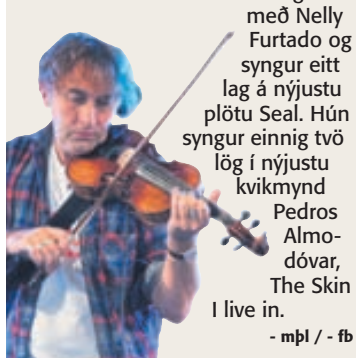 með Nelly
Furtado og
syngur eitt
lag á nýjustu
plötu Seal. Hún
syngur einnig tvö
lög í nýjustu
kvikmynd
Pedros
Almo-
dóvar,
The Skin
I live in.
- mþl / - fb